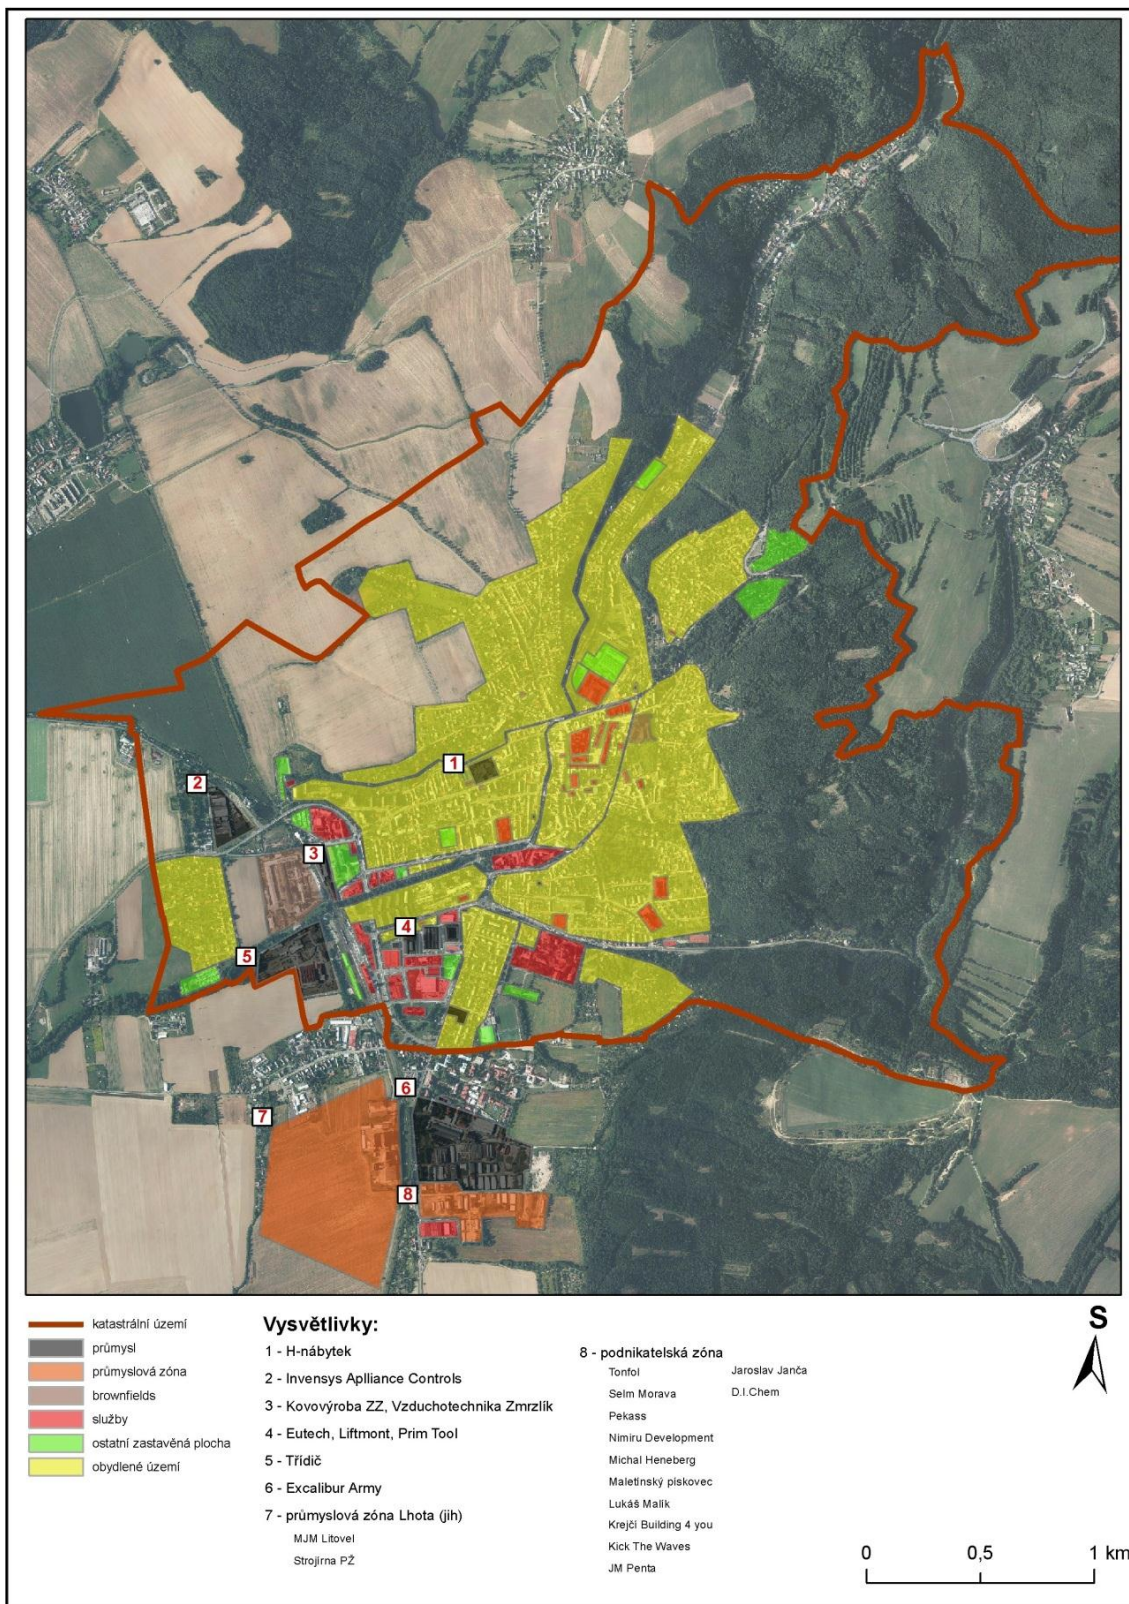 1
2
3
4
5
6
7
8
katastrální území
průmysl
průmyslová zóna
brownfields
služby
ostatní zastavěná plocha
obydlené území
Vysvětlivky:
1 - H-nábytek
2 - Invensys Aplliance Controls
3 - Kovovýroba ZZ, Vzduchotechnika Zmrzlík
4 - Eutech, Liftmont, Prim Tool
5 - Třídič
6 - Excalibur Army
7 - průmyslová zóna Lhota (jih)
MJM Litovel
Strojírna PŽ
8 - podnikatelská zóna
Tonfol
Selm Morava
Pekass
Nimiru Development
Michal Heneberg
Maletínský pískovec
Lukáš Malík
Krejčí Building 4 you
Kick The Waves
JM Penta
Jaroslav Janča
D.I.Chem
S
0 0,5 1 km